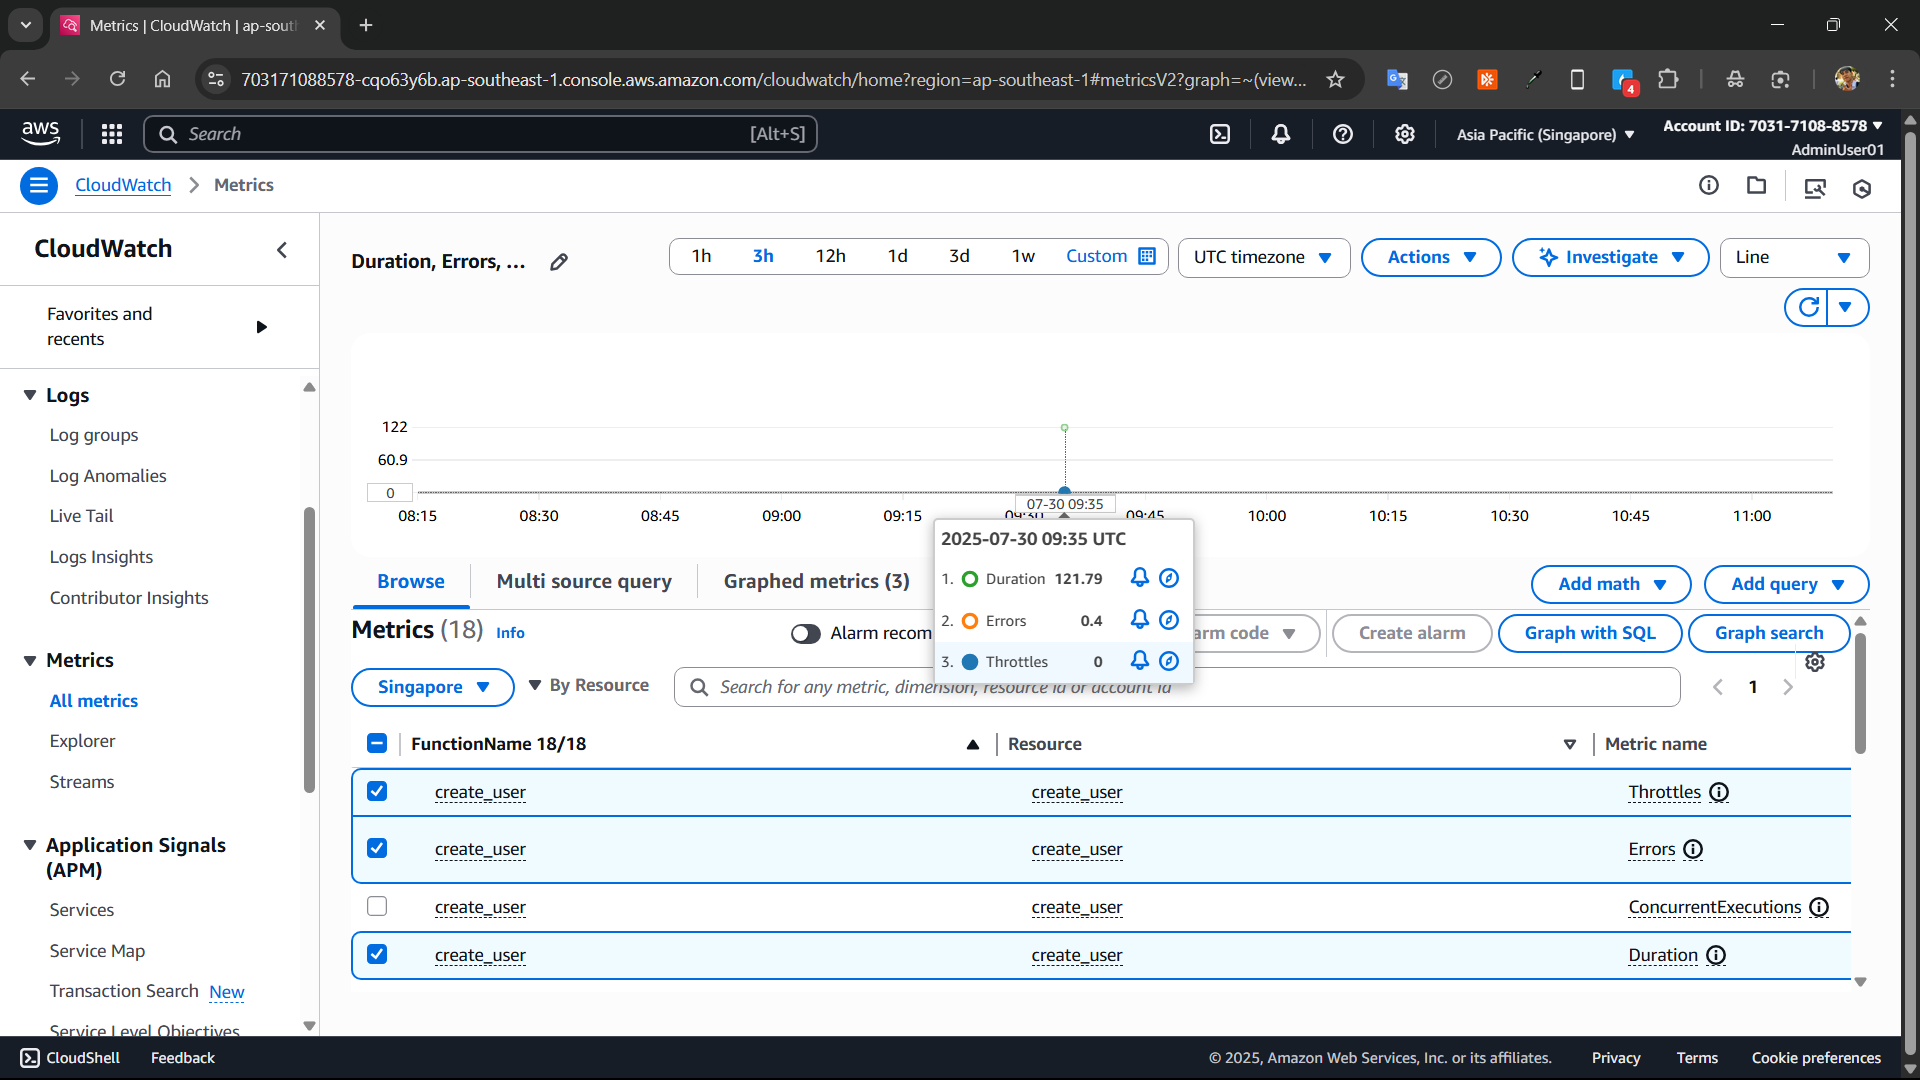 Metrics | CloudWatch | ap-sout
703171088578-cqo63y6b.ap-southeast-1.console.aws.amazon.com/cloudwatch/home?region=ap-southeast-1#metricsV2?graph=~(view...
4
aws
Search [Alt+S]
Asia Pacific (Singapore)
Account ID: 7031-7108-8578
AdminUser01
CloudWatch
Metrics
CloudWatch
Favorites and
recents
Logs
Log groups
Log Anomalies
Live Tail
Logs Insights
Contributor Insights
Metrics
All metrics
Explorer
Streams
Application Signals
(APM)
Services
Service Map
Transaction Search New
Service Level Objectives
Duration, Errors, ...
1h 3h 12h 1d 3d 1w Custom
UTC timezone
Actions
Investigate
Line
122
60.9
0
07-30 09:35
08:15 08:30 08:45 09:00 09:15 09:30 09:45 10:00 10:15 10:30 10:45 11:00
2025-07-30 09:35 UTC
1. Duration 121.79
2. Errors 0.4
3. Throttles 0
Browse
Multi source query
Graphed metrics (3)
Add math
Add query
Metrics (18) Info
Alarm recom
arm code
Create alarm
Graph with SQL
Graph search
Singapore
By Resource
Search for any metric, dimension, resource id or account id
1
FunctionName 18/18 Resource Metric name
create_user create_user Throttles
create_user create_user Errors
create_user create_user ConcurrentExecutions
create_user create_user Duration
CloudShell Feedback
© 2025, Amazon Web Services, Inc. or its affiliates. Privacy Terms Cookie preferences